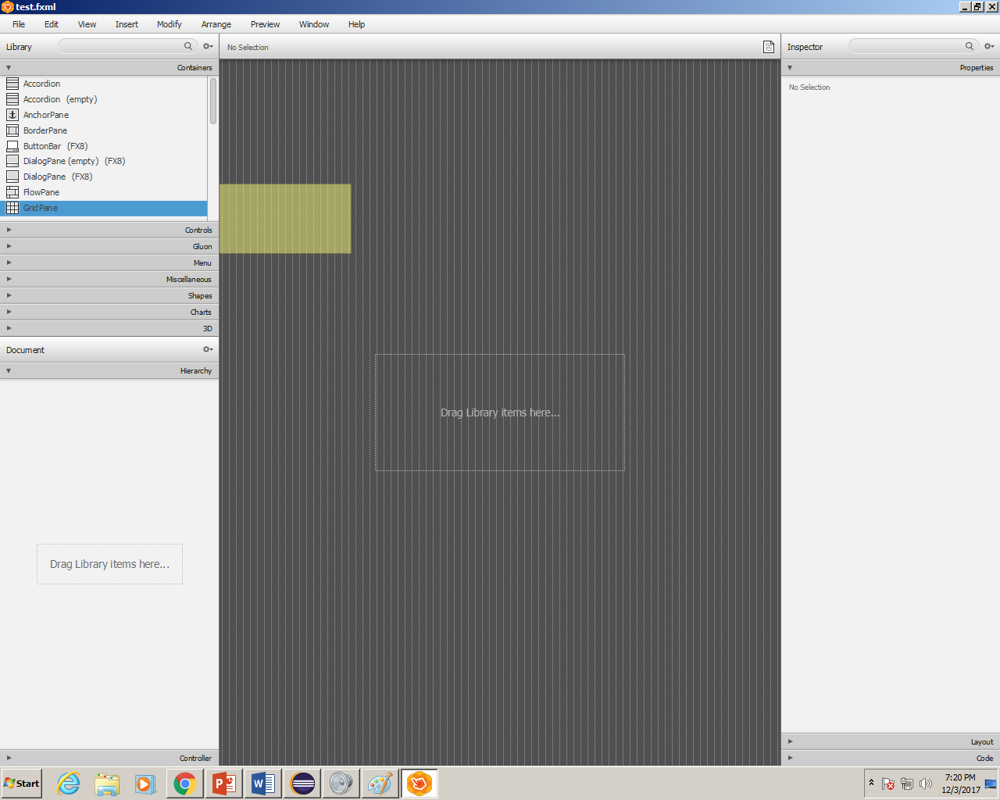 test.fxml
File Edit View Insert Modify Arrange Preview Window Help
Library
No Selection
Inspector
Containers
Properties
Accordion
No Selection
Accordion (empty)
AnchorPane
BorderPane
ButtonBar (FX8)
DialogPane (empty) (FX8)
DialogPane (FX8)
FlowPane
GridPane
Controls
Gluon
Menu
Miscellaneous
Shapes
Charts
3D
Document
Hierarchy
Drag Library items here...
Drag Library items here...
Layout
Controller
Code
Start
7:20 PM
12/3/2017